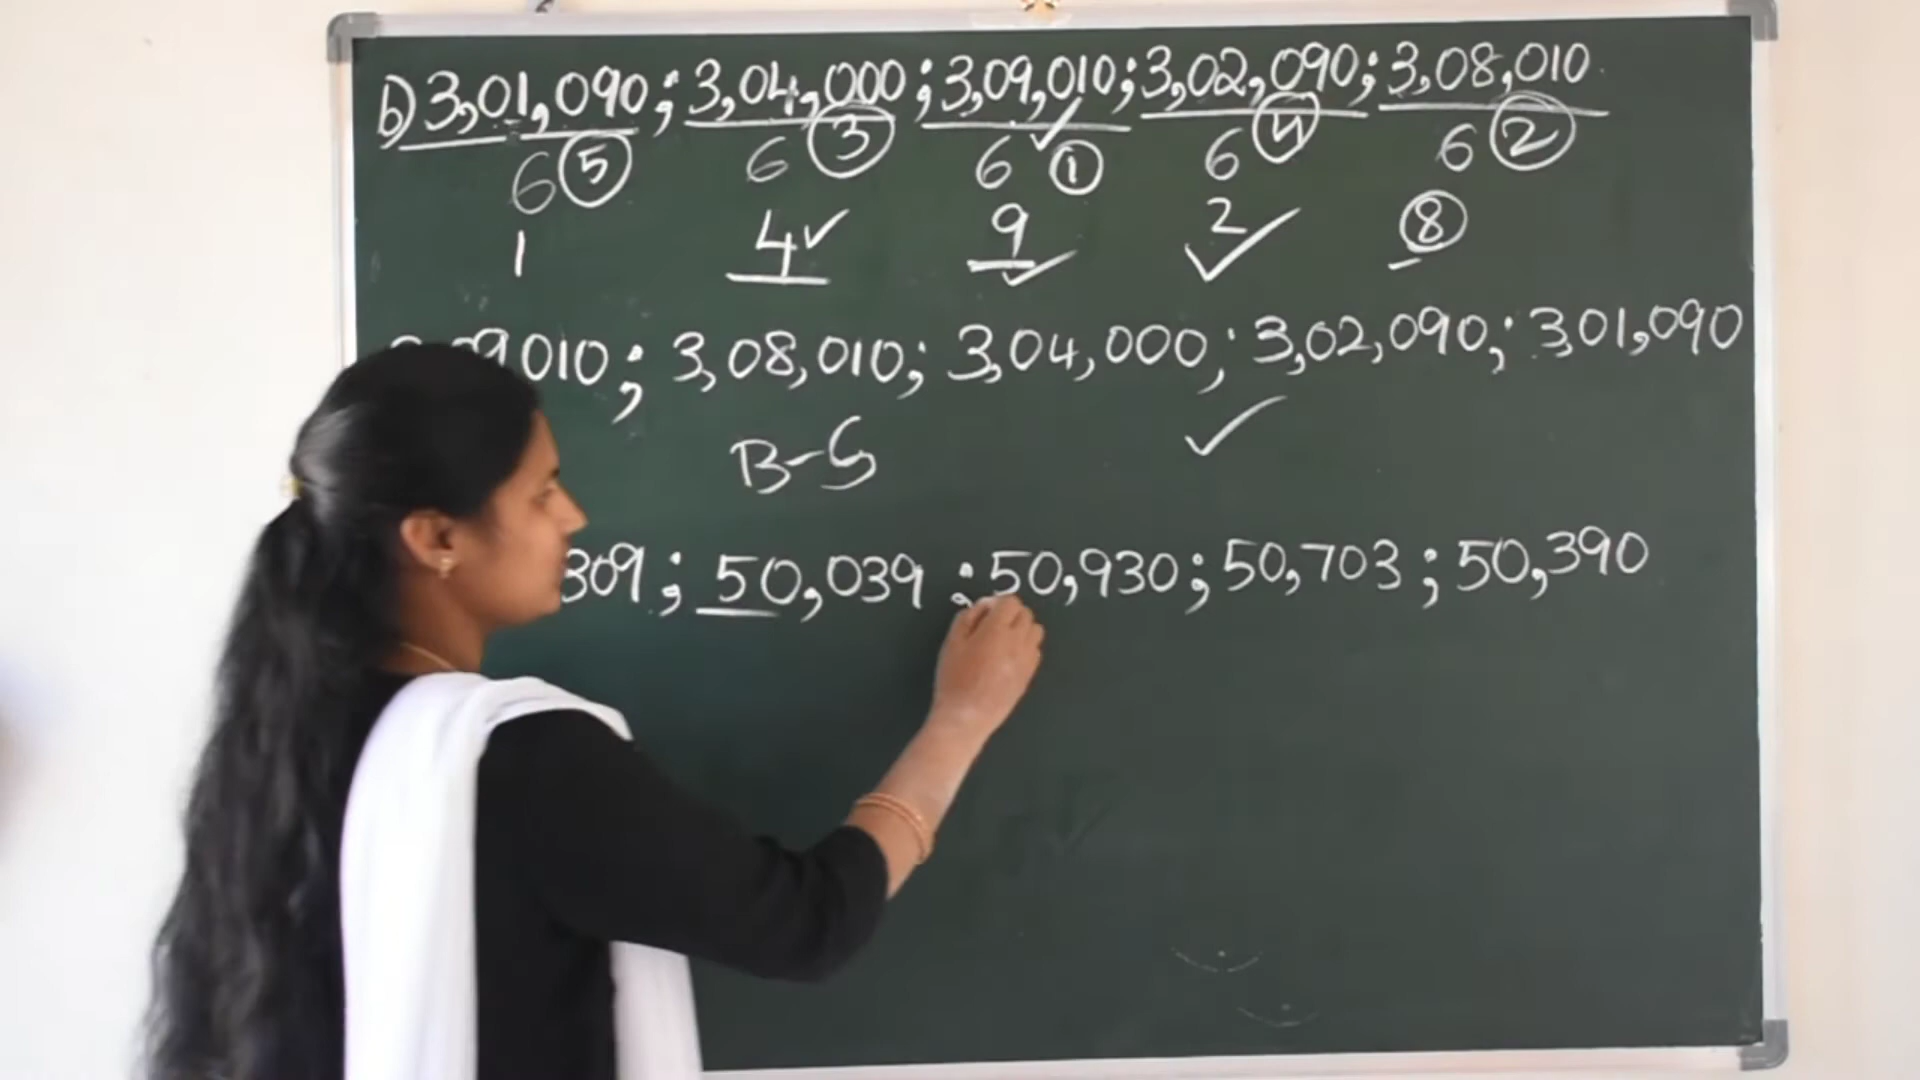 b) 3,01,090 ; 3,04,000 ; 3,09,010 ; 3,02,090 ; 3,08,010
6 ⑤ 6 ③ 6 ① 6 ④ 6 ②
1 4 ✓ 9 ✓ 2 ✓ ⑧
09,010 ; 3,08,010 ; 3,04,000 ; 3,02,090 ; 3,01,090
B-S ✓
309 ; 50,039 ; 50,930 ; 50,703 ; 50,390